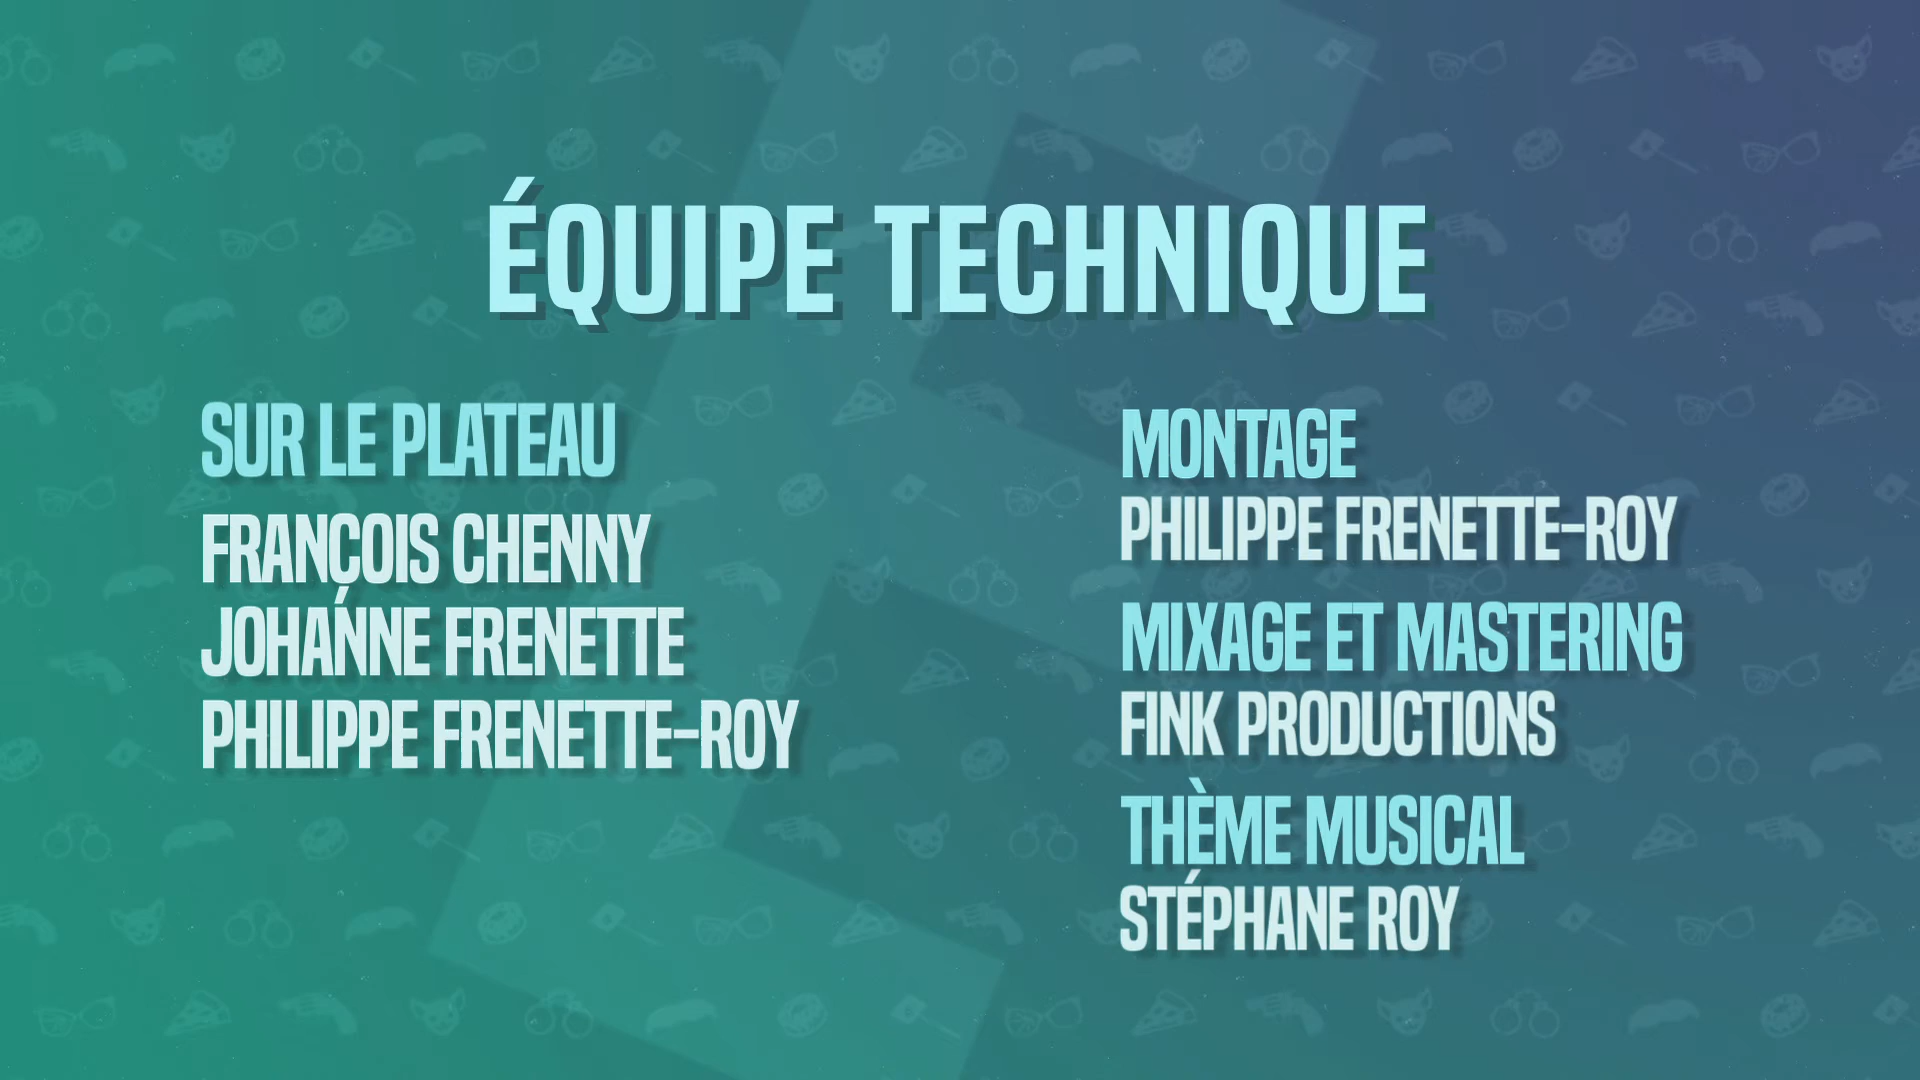 ÉQUIPE TECHNIQUE
SUR LE PLATEAU
FRANÇOIS CHENNY
JOHANNE FRENETTE
PHILIPPE FRENETTE-ROY
MONTAGE
PHILIPPE FRENETTE-ROY
MIXAGE ET MASTERING
FINK PRODUCTIONS
THÈME MUSICAL
STÉPHANE ROY